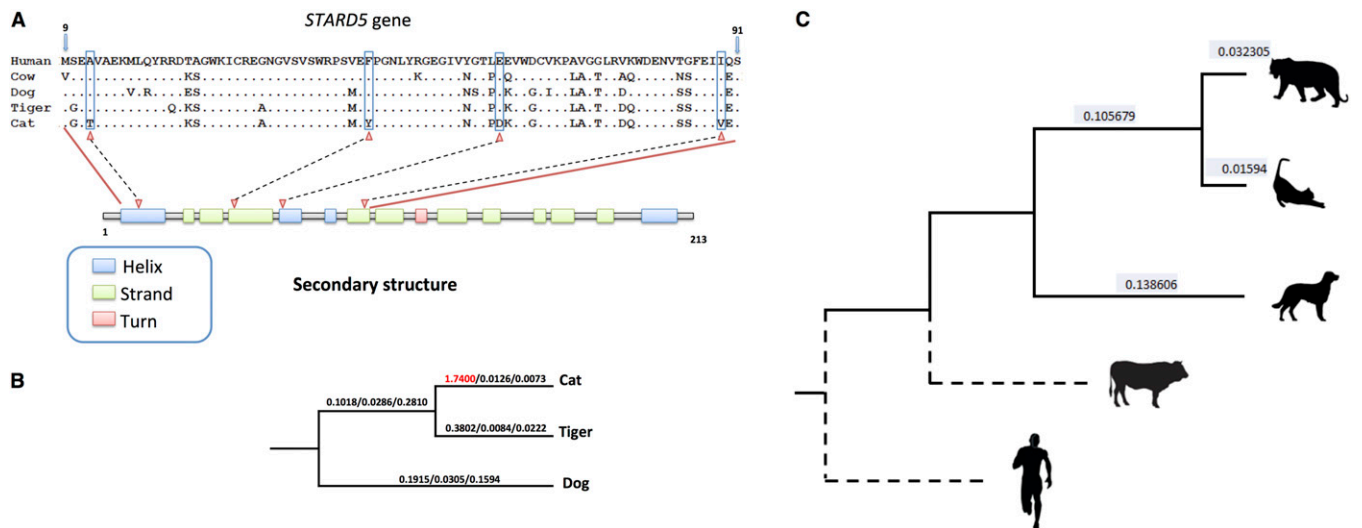 A
STARD5 gene
9
91
Human MSEAVAEKMLQYRRDTAGWKICREGNGVSVSWRPSVEFPGNLYRGEGIVYGTLEEVWDCVKPAVGGLRVKWDENVTGFEIIQS
Cow V..............KS..........................K.....N..P.Q.......LA.T..AQ.....NS....E.
Dog ........V.R....ES..................M.............NS.P.K..G.I..LA.T..D......SS....E.
Tiger .G...........Q.KS.......A..........M.............N..P.K..G....LA.T..DQ.....SS....E.
Cat .G.T...........KS.......A..........M.Y...........N..PDK..G....LA.T..DQ.....SS...VE.
1
213
Helix
Strand
Turn
Secondary structure
B
1.7400/0.0126/0.0073
Cat
0.1018/0.0286/0.2810
0.3802/0.0084/0.0222
Tiger
0.1915/0.0305/0.1594
Dog
C
0.032305
0.105679
0.01594
0.138606